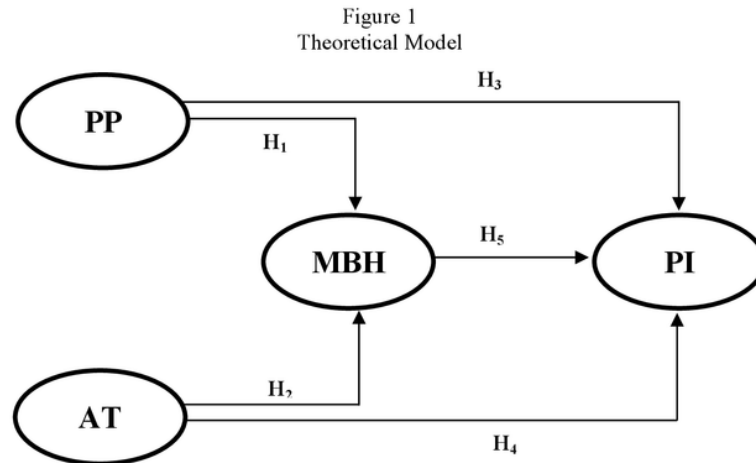 Figure 1
Theoretical Model
H₃
PP
H₁
MBH
H₅
PI
H₂
AT
H₄